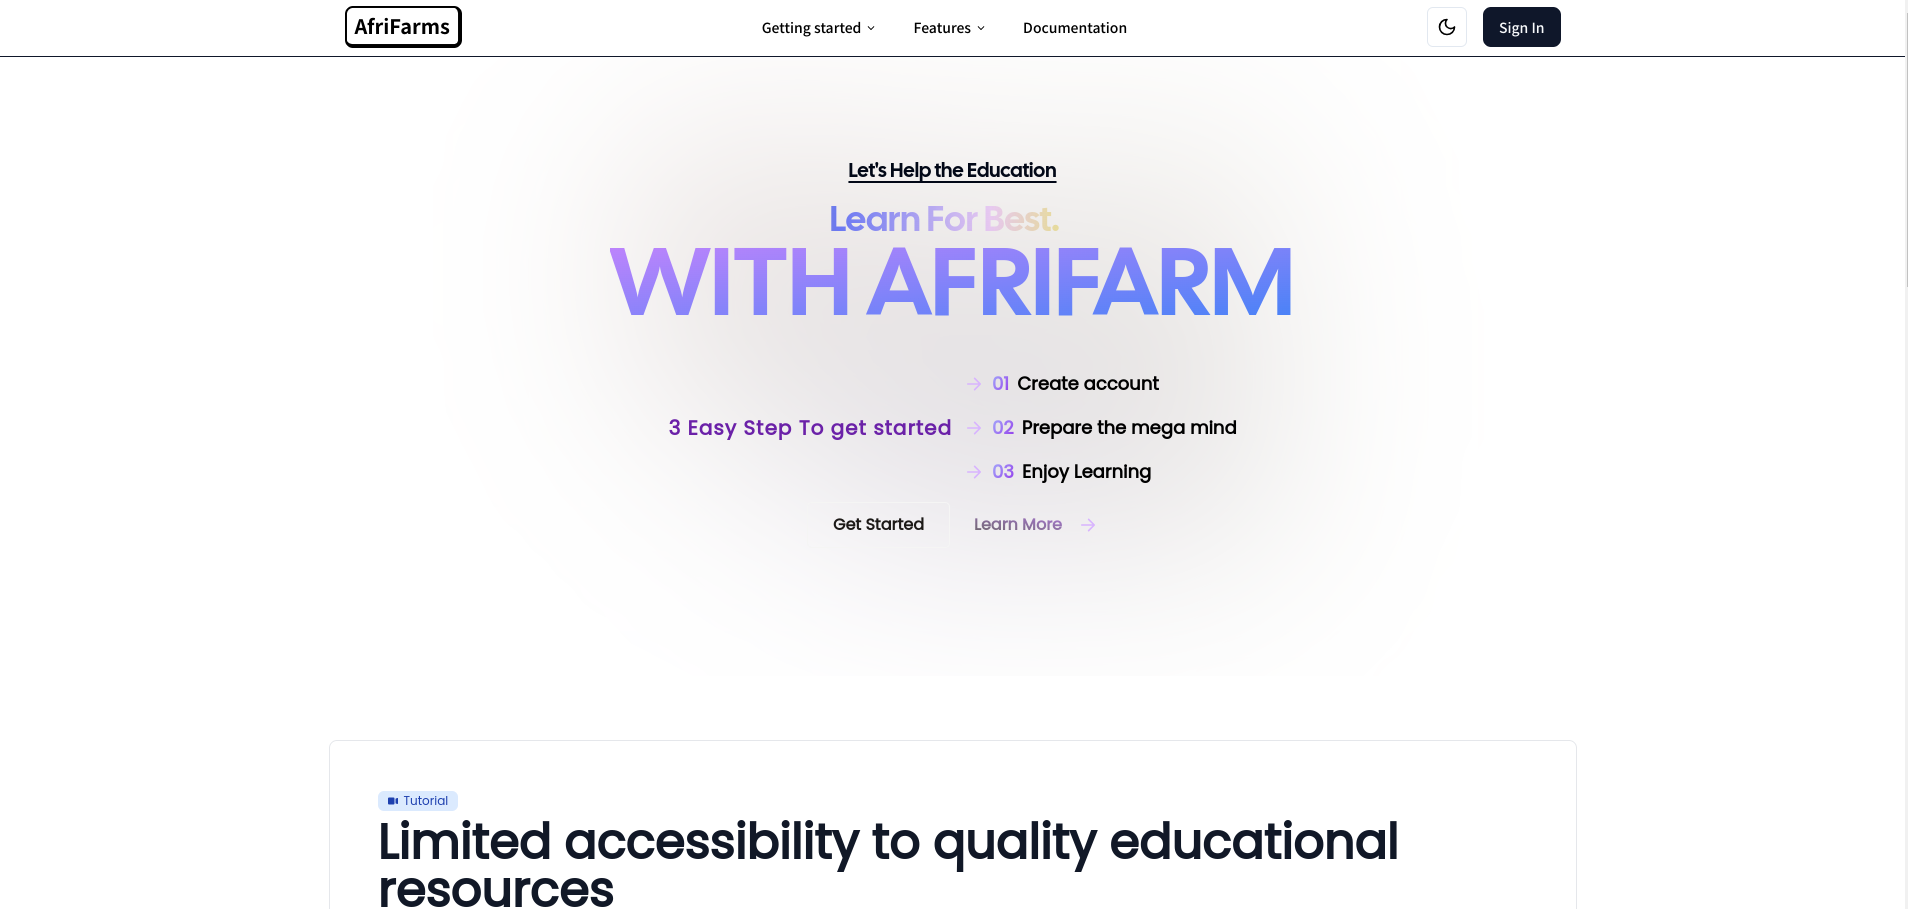 AfriFarms
Getting started
Features
Documentation
Sign In
Let's Help the Education
Learn For Best.
WITH AFRIFARM
3 Easy Step To get started
01 Create account
02 Prepare the mega mind
03 Enjoy Learning
Get Started
Learn More
Tutorial
Limited accessibility to quality educational
resources